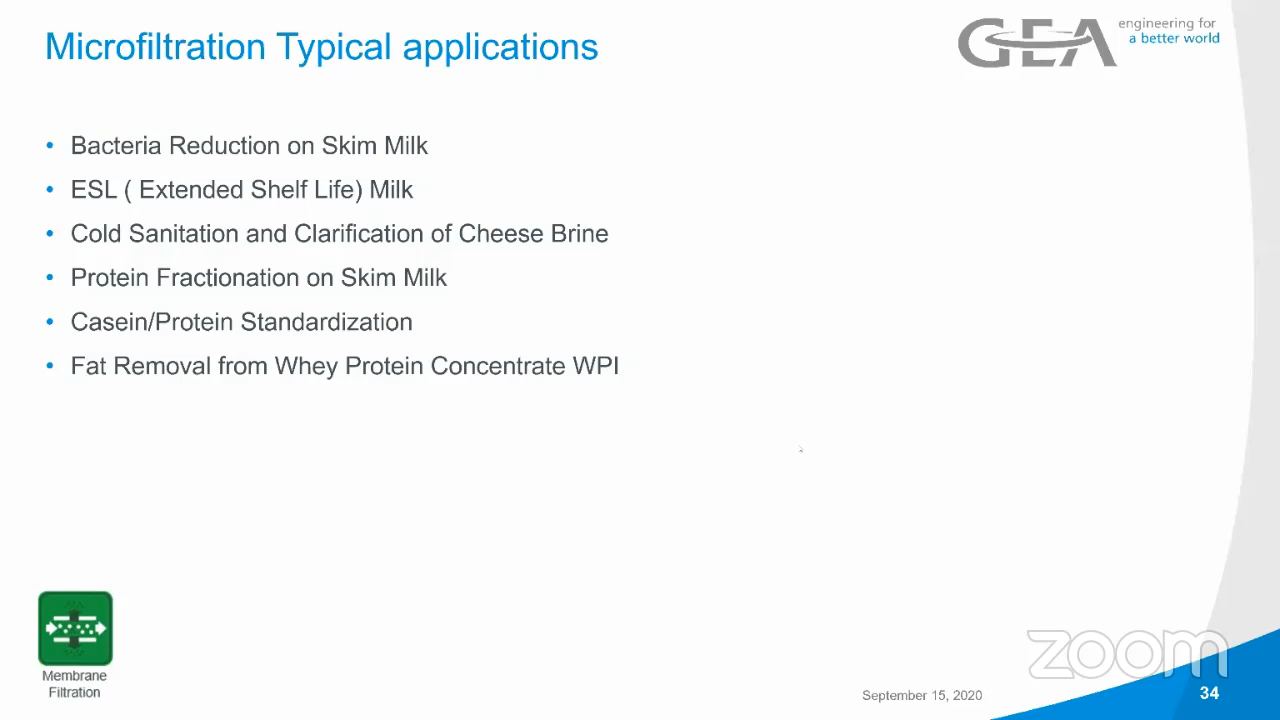 Microfiltration Typical applications
GEA
engineering for
a better world
• Bacteria Reduction on Skim Milk
• ESL ( Extended Shelf Life) Milk
• Cold Sanitation and Clarification of Cheese Brine
• Protein Fractionation on Skim Milk
• Casein/Protein Standardization
• Fat Removal from Whey Protein Concentrate WPI
Membrane
Filtration
zoom
September 15, 2020
34